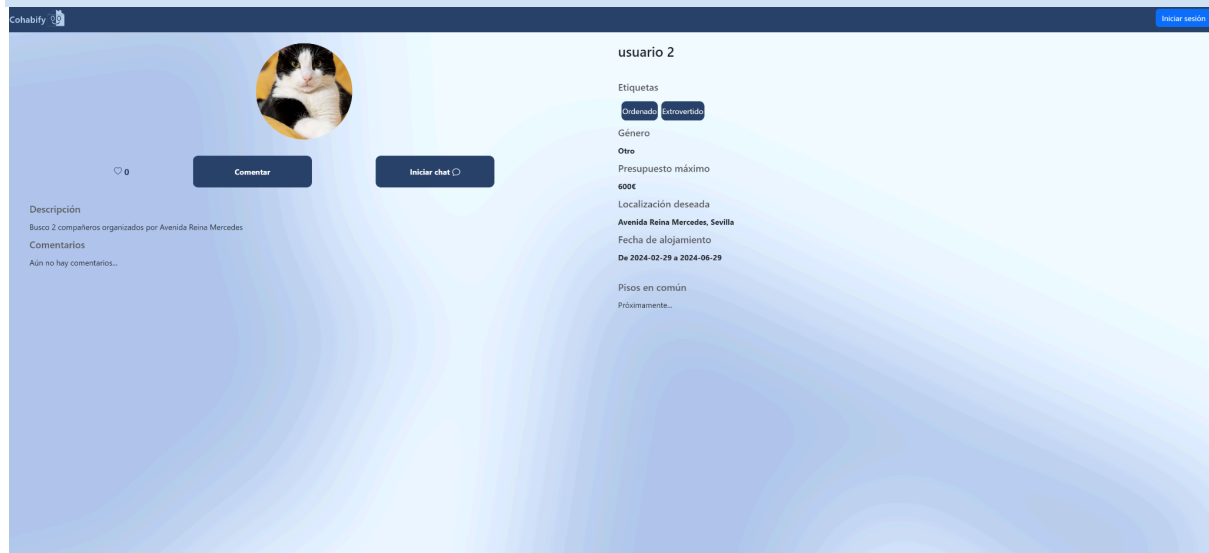 Cohabify
Iniciar sesión
0
Comentar
Iniciar chat
Descripción
Busco 2 compañeros organizados por Avenida Reina Mercedes
Comentarios
Aún no hay comentarios...
usuario 2
Etiquetas
Ordenado Extrovertido
Género
Otro
Presupuesto máximo
600€
Localización deseada
Avenida Reina Mercedes, Sevilla
Fecha de alojamiento
De 2024-02-29 a 2024-06-29
Pisos en común
Próximamente...